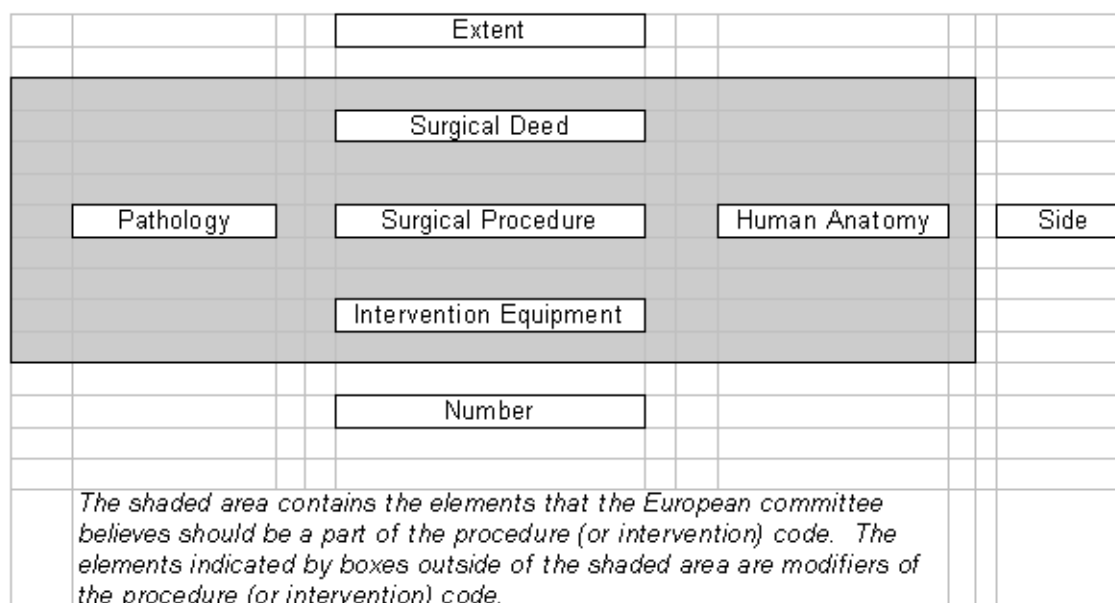 Extent
Surgical Deed
Pathology Surgical Procedure Human Anatomy Side
Intervention Equipment
Number
The shaded area contains the elements that the European committee
believes should be a part of the procedure (or intervention) code. The
elements indicated by boxes outside of the shaded area are modifiers of
the procedure (or intervention) code.